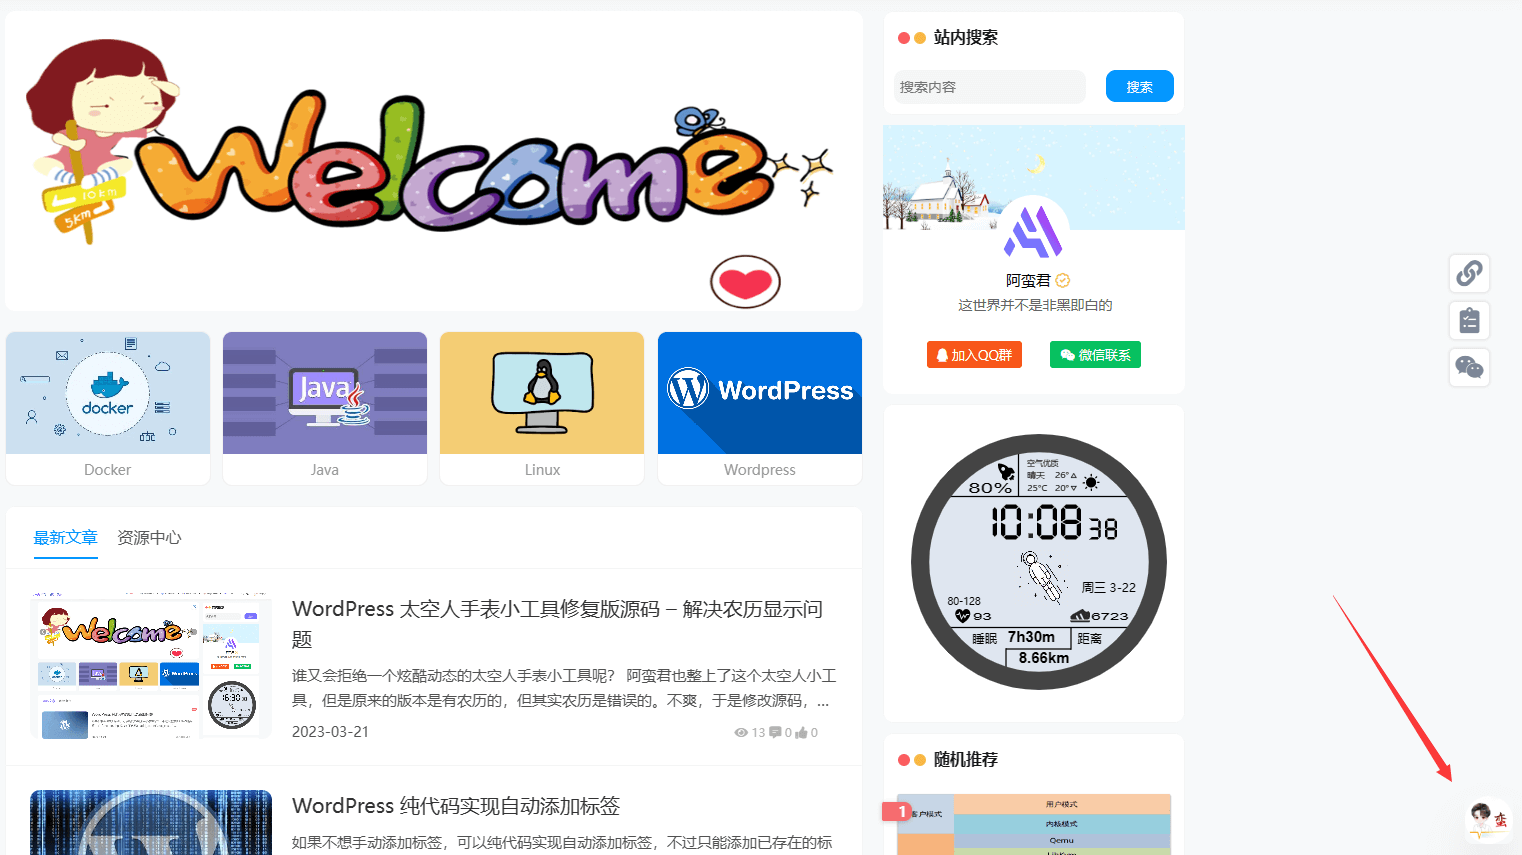 Welcome
10km
5km
Docker
docker
Java
Java
Linux
WordPress
Wordpress
最新文章
资源中心
WordPress 太空人手表小工具修复版源码 – 解决农历显示问
题
谁又会拒绝一个炫酷动态的太空人手表小工具呢? 阿蛮君也整上了这个太空人小工
具，但是原来的版本是有农历的，但其实农历是错误的。不爽，于是修改源码，...
2023-03-21
13 0 0
WordPress 纯代码实现自动添加标签
如果不想手动添加标签，可以纯代码实现自动添加标签，不过只能添加已存在的标
站内搜索
搜索内容
搜索
阿蛮君
这世界并不是非黑即白的
加入QQ群
微信联系
80%
空气优质
晴天 26°
25°C 20°
10:08 38
周三 3-22
80-128
93
6723
睡眠 7h30m 距离
8.66km
随机推荐
1
客户模式
用户模式
内核模式
Qemu
蛮